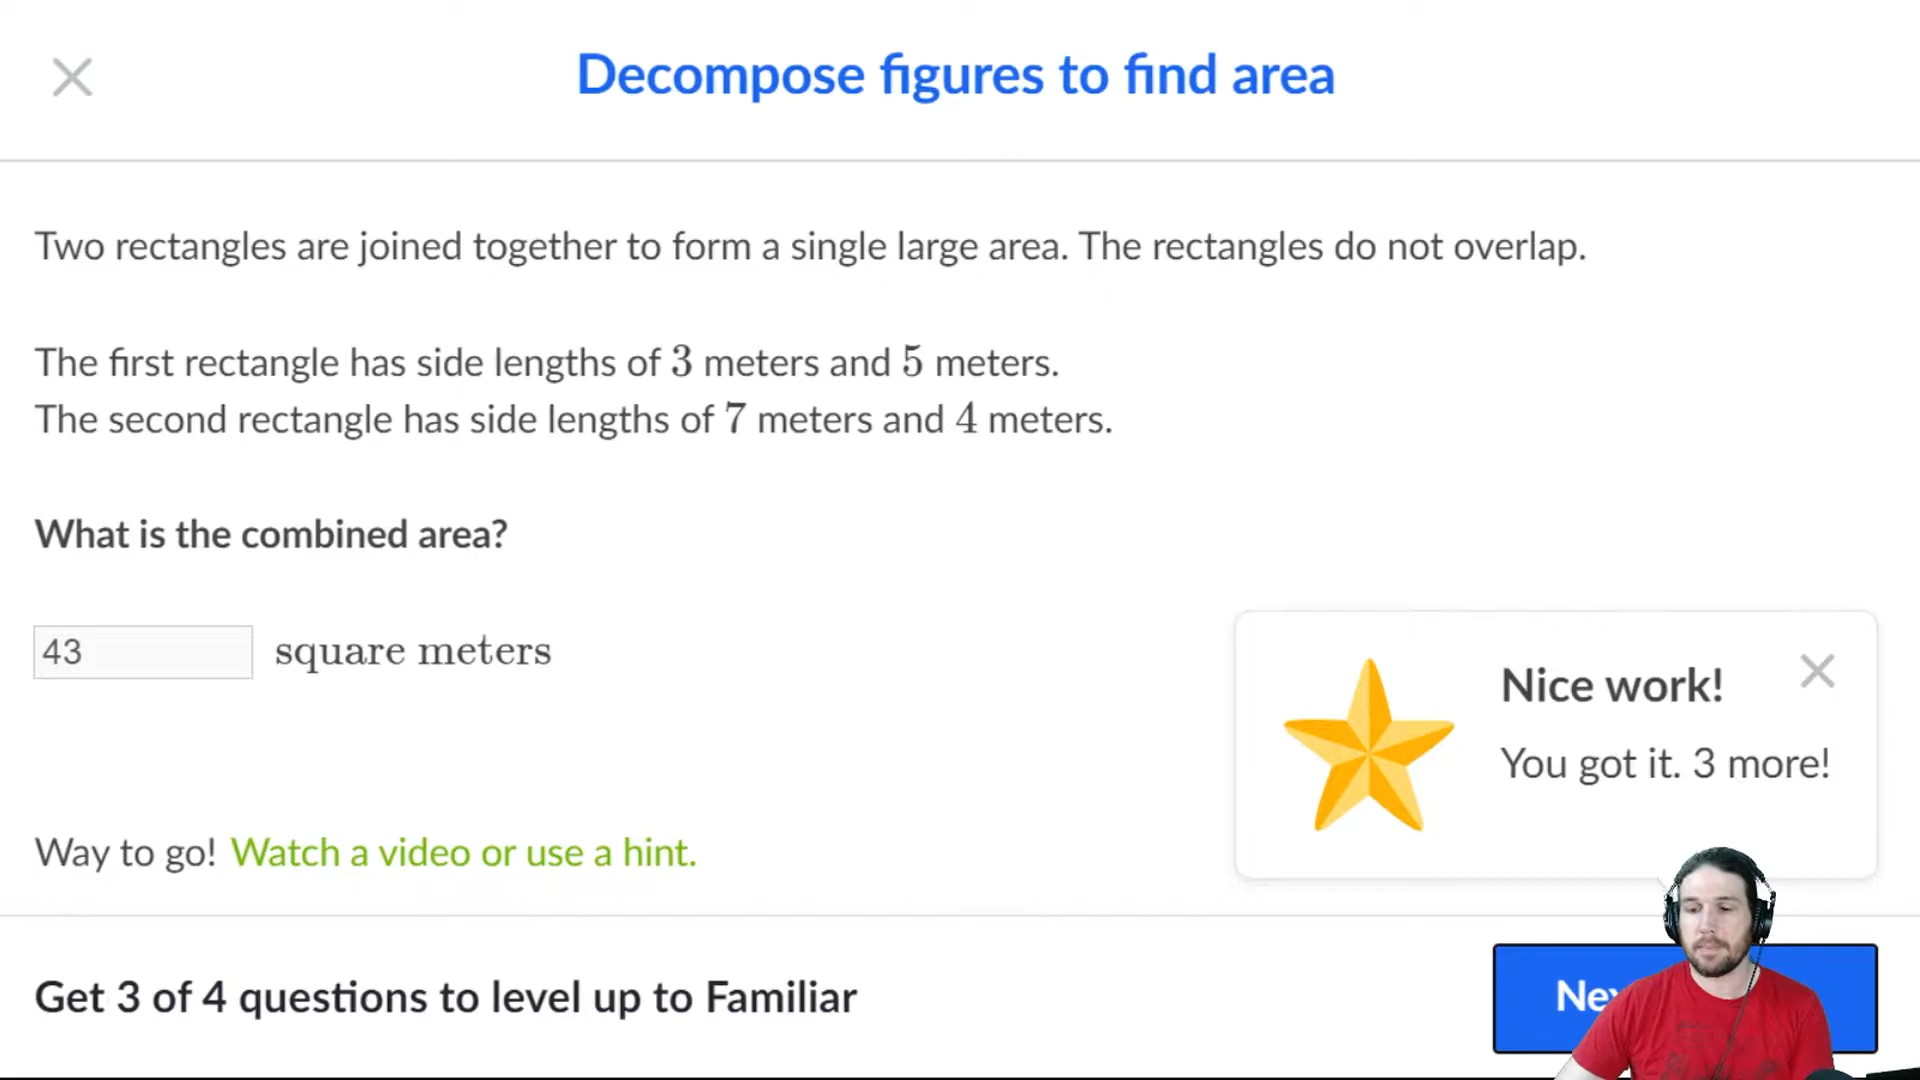 Decompose figures to find area
Two rectangles are joined together to form a single large area. The rectangles do not overlap.
The first rectangle has side lengths of 3 meters and 5 meters.
The second rectangle has side lengths of 7 meters and 4 meters.
What is the combined area?
43 square meters
Nice work!
You got it. 3 more!
Way to go! Watch a video or use a hint.
Get 3 of 4 questions to level up to Familiar